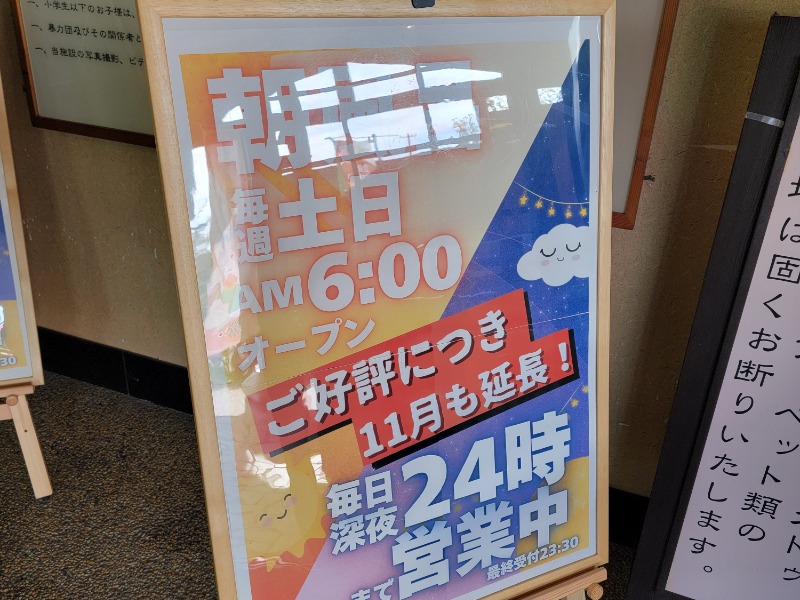 一、小学生以下のお子様は、
一、暴力団及びその関係者と
一、当施設の写真撮影、ビデ
朝
毎週土日
AM6:00
オープン
ご好評につき
11月も延長！
毎日
深夜24時
まで営業中
最終受付23:30
は固くお断りいたします。
ペット類の
30